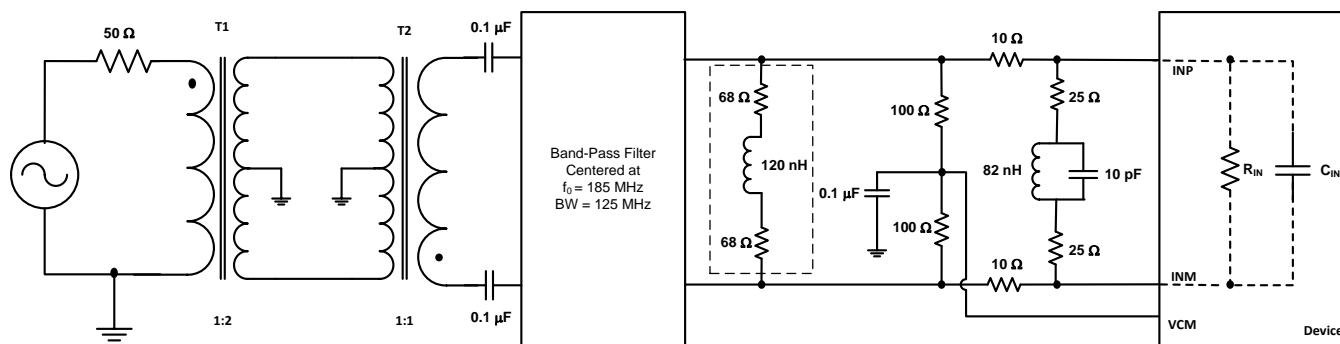 50 Ω
T1
T2
0.1 µF
10 Ω
INP
68 Ω
100 Ω
25 Ω
Band-Pass Filter
Centered at
f₀ = 185 MHz
BW = 125 MHz
120 nH
82 nH
10 pF
R_IN
C_IN
0.1 µF
68 Ω
100 Ω
25 Ω
10 Ω
INM
0.1 µF
1:2
1:1
VCM
Device